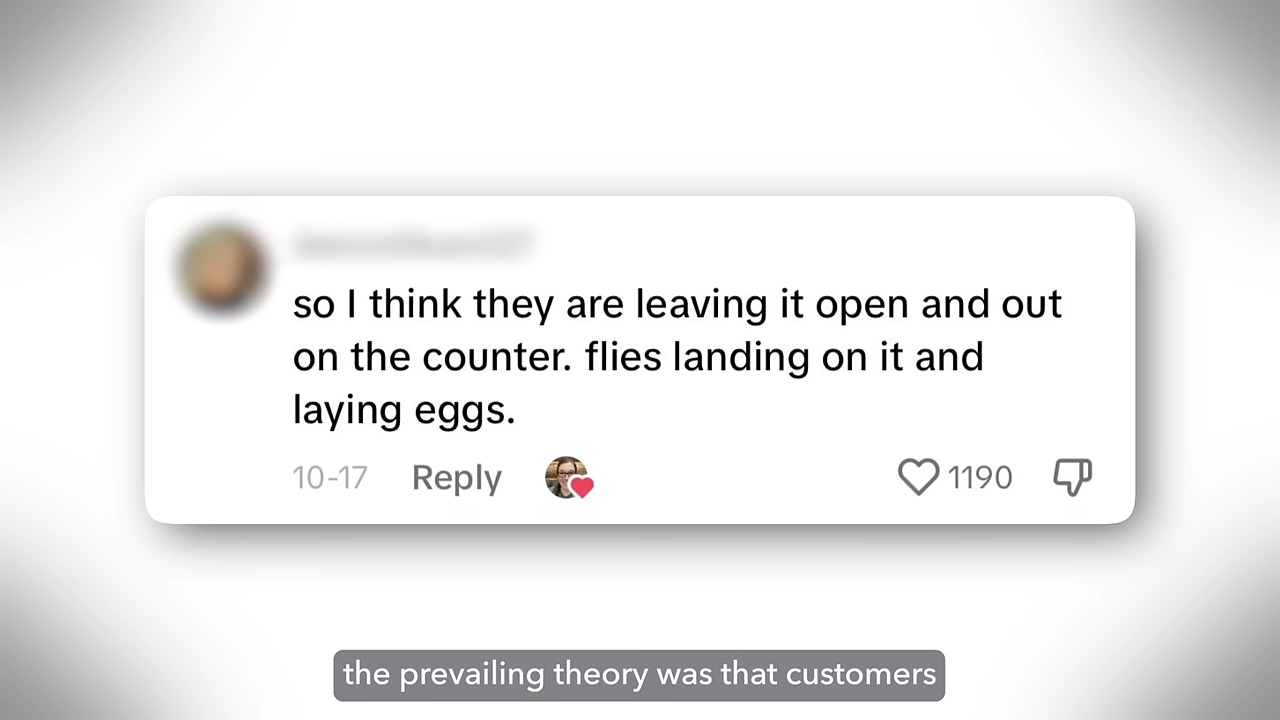 so I think they are leaving it open and out
on the counter. flies landing on it and
laying eggs.
10-17 Reply 1190
the prevailing theory was that customers